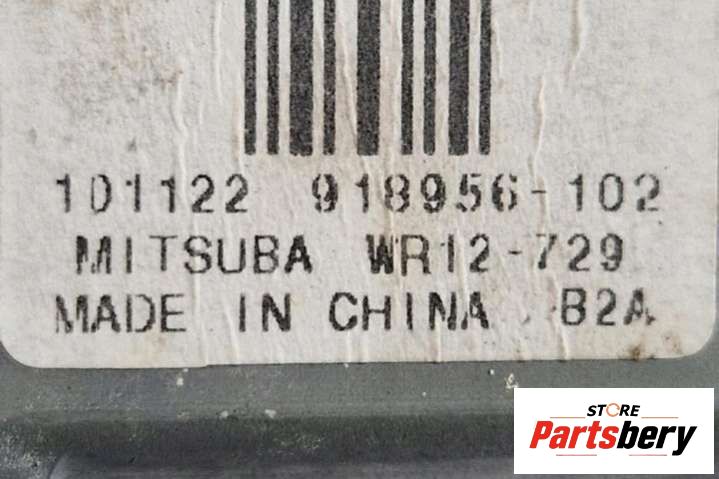 101122 918956-102
MITSUBA WR12-729
MADE IN CHINA B2A
STORE
Partsbery